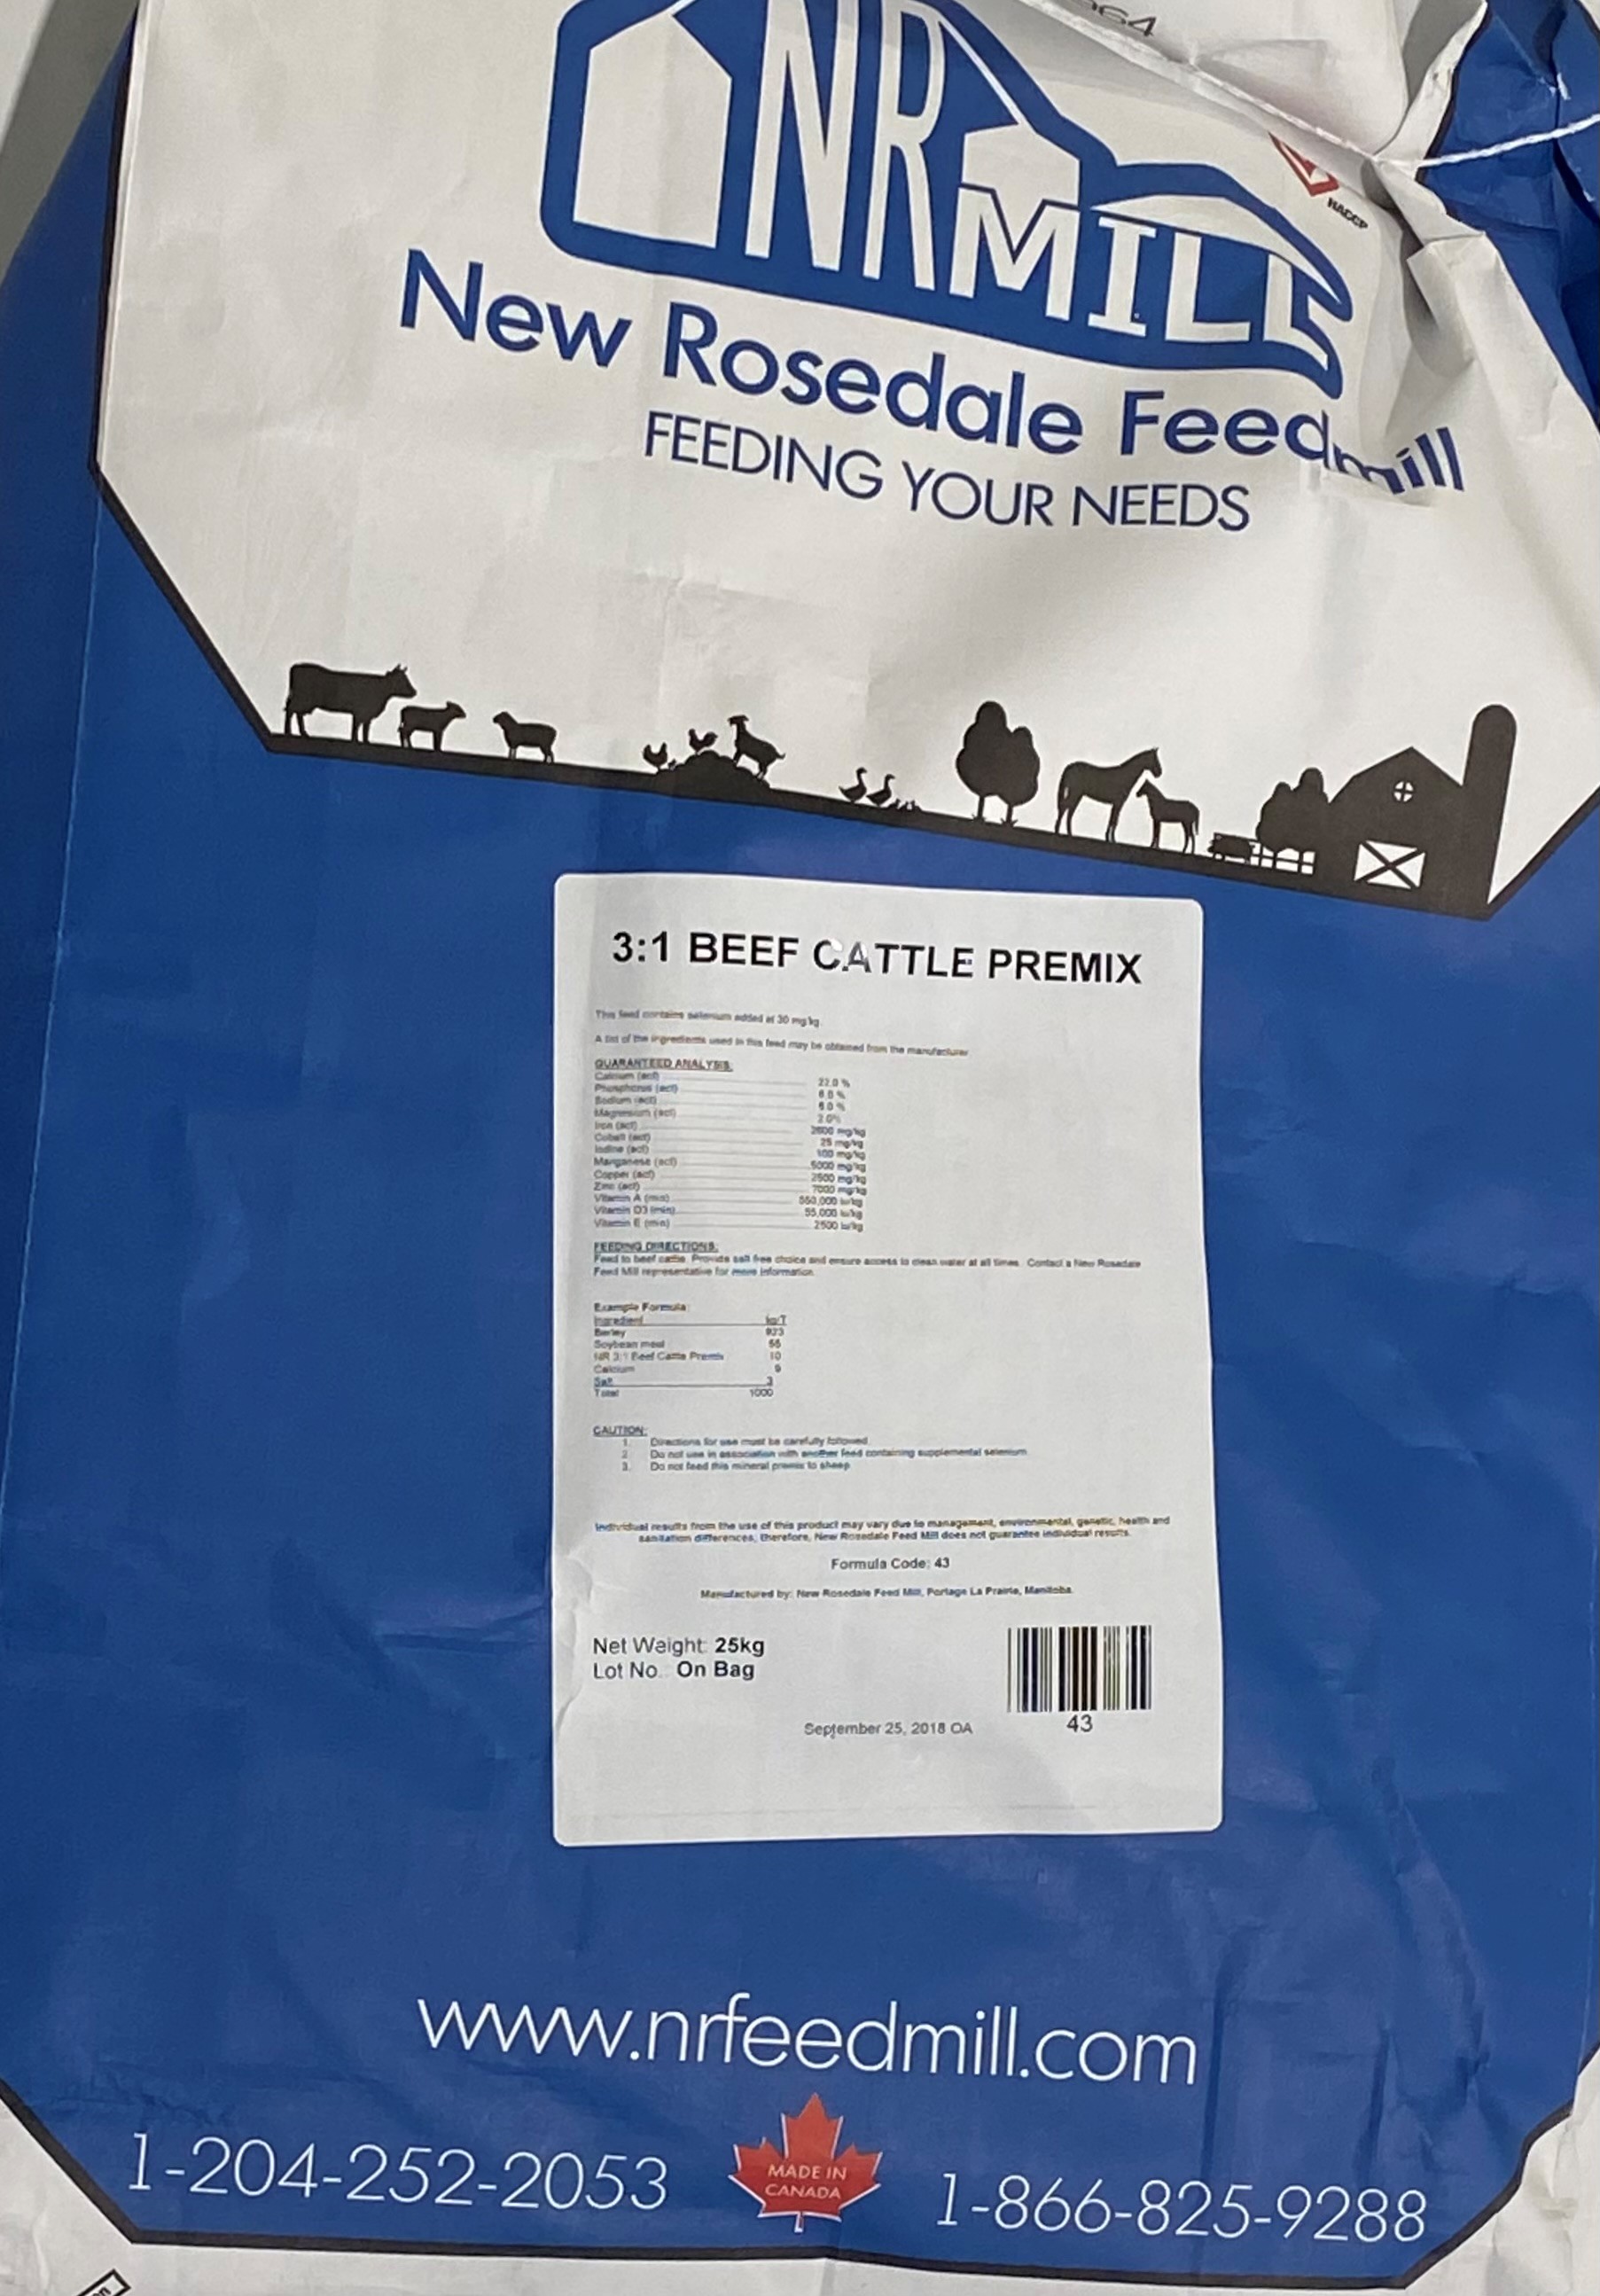 964
NR MILL
HACCP
New Rosedale Feedmill
FEEDING YOUR NEEDS
3:1 BEEF CATTLE PREMIX
This feed contains selenium added at 30 mg/kg.
A list of the ingredients used in this feed may be obtained from the manufacturer
GUARANTEED ANALYSIS:
Calcium (act) 22.0 %
Phosphorus (act)
Sodium (act)
Magnesium (act) 2.0%
Iron (act) mg/kg
Cobalt (act) 25 mg/kg
Iodine (act) 100 mg/kg
Manganese (act) 5000 mg/kg
Copper (act) 2500 mg/kg
Zinc (act) 7000 mg/kg
Vitamin A (min) 550,000 iu/kg
Vitamin D3 (min) 55,000 iu/kg
Vitamin E (min) 2500 iu/kg
FEEDING DIRECTIONS:
Feed to beef cattle. Provide salt free choice and ensure access to clean water at all times. Contact a New Rosedale
Feed Mill representative for more information.
Example Formula:
Ingredient kg/T
Barley 923
Soybean meal 55
NR 3:1 Beef Cattle Premix 10
Calcium 9
Salt 3
Total 1000
CAUTION:
1. Directions for use must be carefully followed.
2. Do not use in association with another feed containing supplemental selenium.
3. Do not feed this mineral premix to sheep.
Individual results from the use of this product may vary due to management, environmental, genetic, health and
sanitation differences; therefore, New Rosedale Feed Mill does not guarantee individual results.
Formula Code: 43
Manufactured by: New Rosedale Feed Mill, Portage La Prairie, Manitoba.
Net Weight: 25kg
Lot No.: On Bag
43
September 25, 2018 OA
www.nrfeedmill.com
1-204-252-2053
MADE IN
CANADA
1-866-825-9288